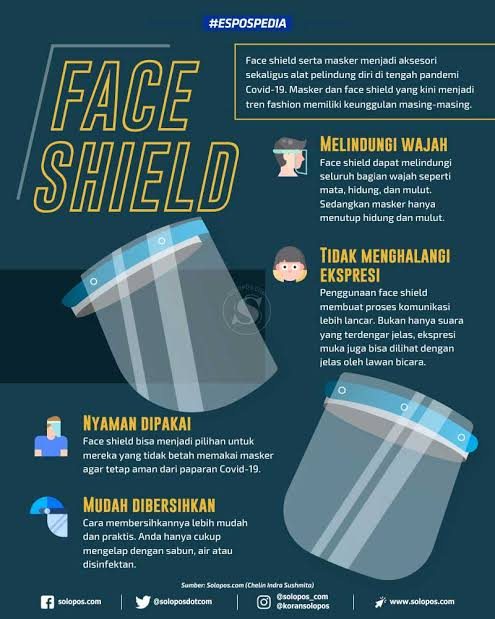 #ESPOSPEDIA
FACE
SHIELD
Face shield serta masker menjadi aksesori
sekaligus alat pelindung diri di tengah pandemi
Covid-19. Masker dan face shield yang kini menjadi
tren fashion memiliki keunggulan masing-masing.
MELINDUNGI WAJAH
Face shield dapat melindungi
seluruh bagian wajah seperti
mata, hidung, dan mulut.
Sedangkan masker hanya
menutup hidung dan mulut.
TIDAK MENGHALANGI
EKSPRESI
Penggunaan face shield
membuat proses komunikasi
lebih lancar. Bukan hanya suara
yang terdengar jelas, ekspresi
muka juga bisa dilihat dengan
jelas oleh lawan bicara.
NYAMAN DIPAKAI
Face shield bisa menjadi pilihan untuk
mereka yang tidak betah memakai masker
agar tetap aman dari paparan Covid-19.
MUDAH DIBERSIHKAN
Cara membersihkannya lebih mudah
dan praktis. Anda hanya cukup
mengelap dengan sabun, air atau
disinfektan.
Sumber: Solopos.com (Chelin Indra Sushmita)
solopos.com
@soloposdotcom
@solopos_com
@koransolopos
www.solopos.com